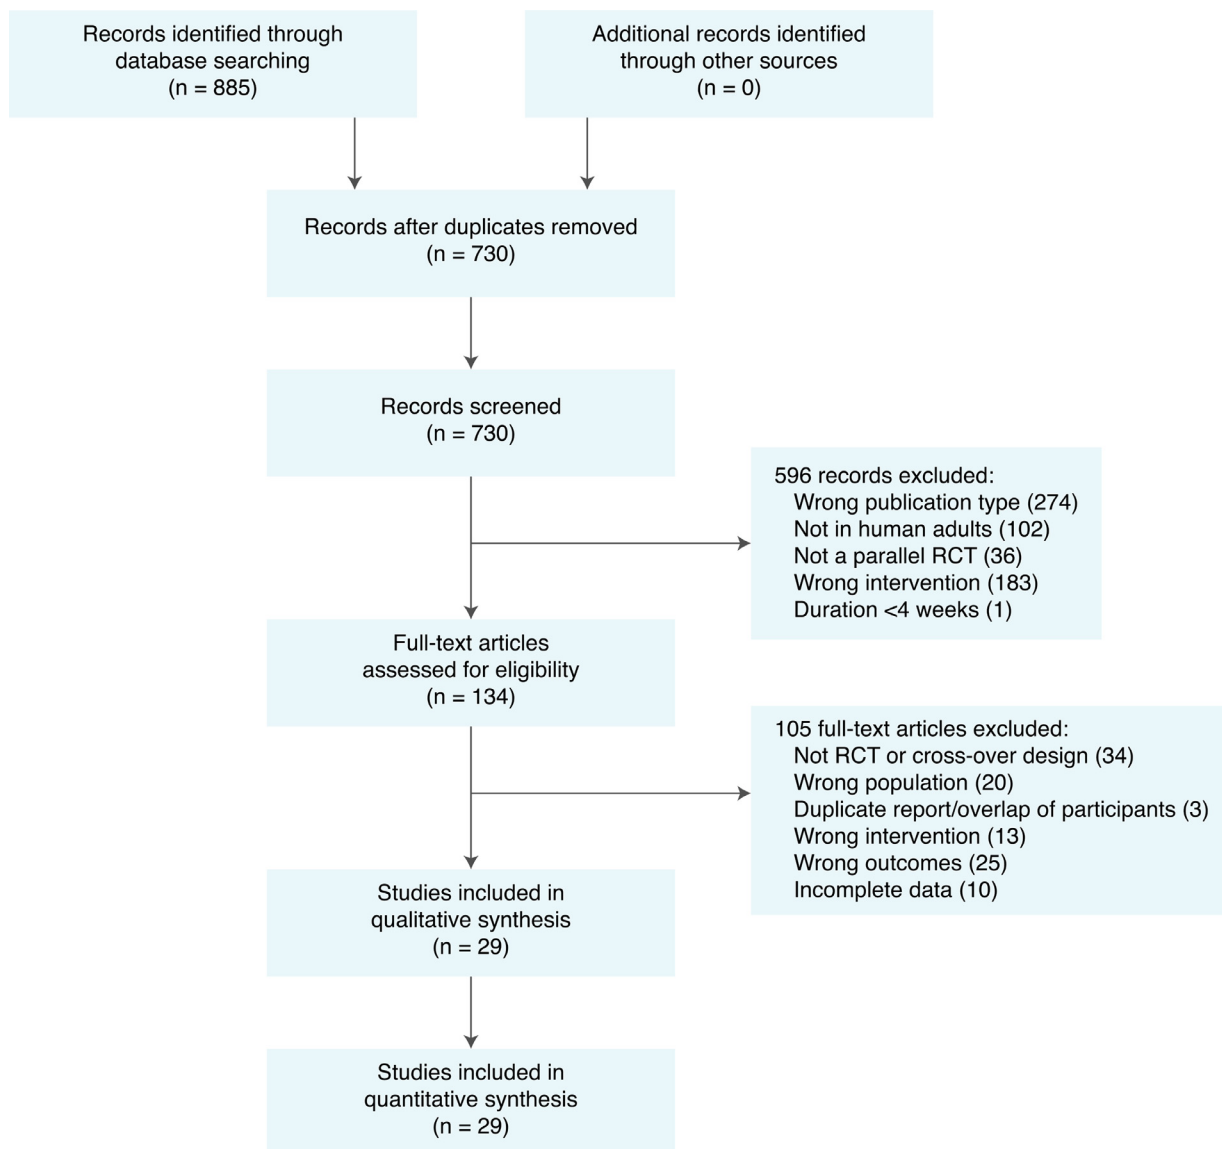 Records identified through
database searching
(n = 885)
Additional records identified
through other sources
(n = 0)
Records after duplicates removed
(n = 730)
Records screened
(n = 730)
596 records excluded:
Wrong publication type (274)
Not in human adults (102)
Not a parallel RCT (36)
Wrong intervention (183)
Duration <4 weeks (1)
Full-text articles
assessed for eligibility
(n = 134)
105 full-text articles excluded:
Not RCT or cross-over design (34)
Wrong population (20)
Duplicate report/overlap of participants (3)
Wrong intervention (13)
Wrong outcomes (25)
Incomplete data (10)
Studies included in
qualitative synthesis
(n = 29)
Studies included in
quantitative synthesis
(n = 29)